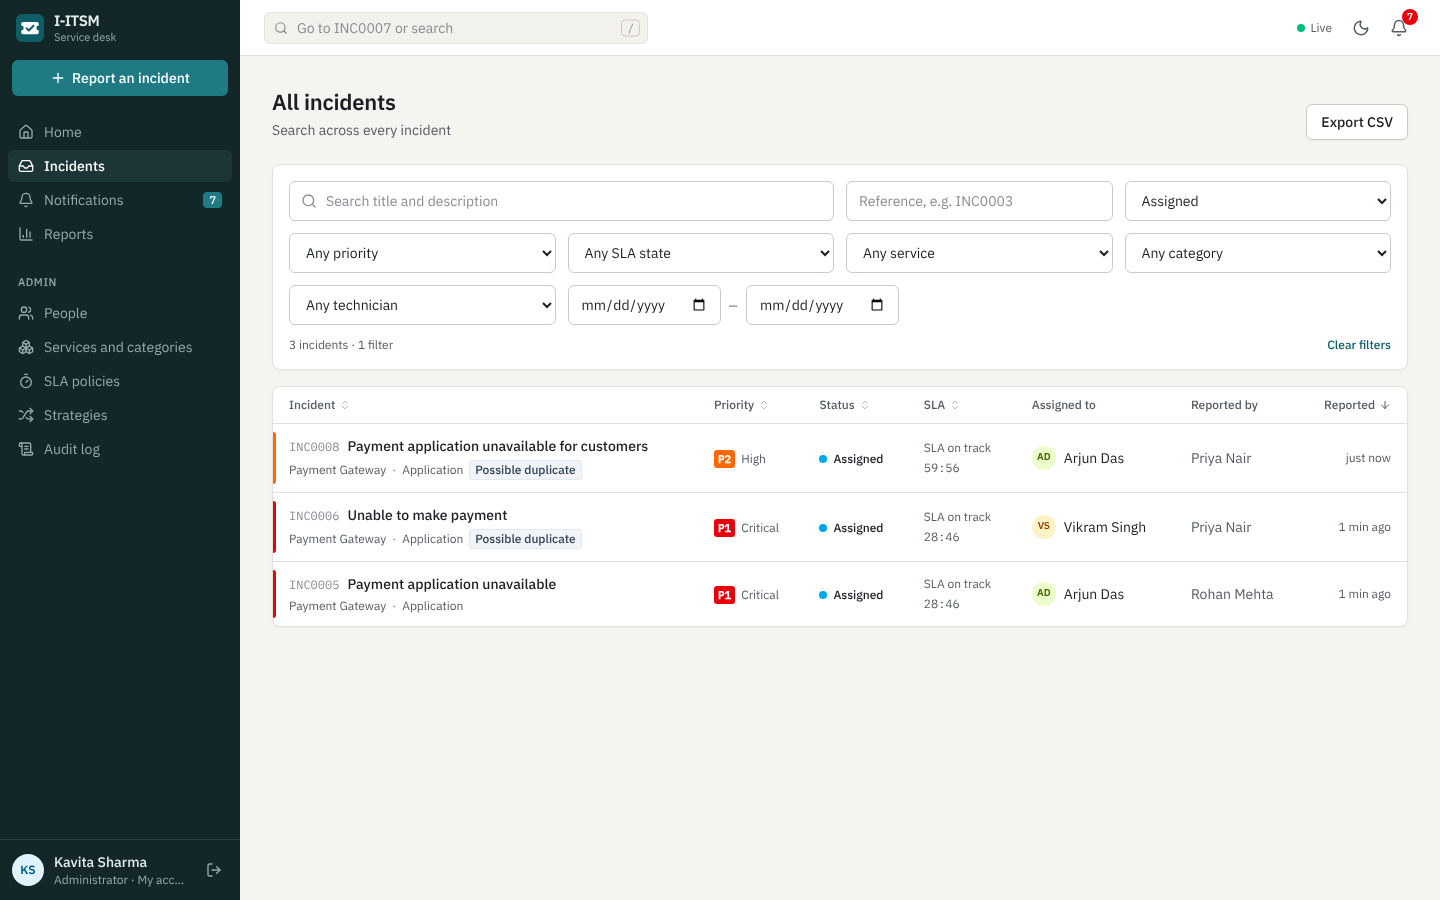 I-ITSM
Service desk
Report an incident
Home
Incidents
Notifications 7
Reports
ADMIN
People
Services and categories
SLA policies
Strategies
Audit log
KS
Kavita Sharma
Administrator · My acc...
Go to INC0007 or search /
Live
7
All incidents
Search across every incident
Export CSV
Search title and description
Reference, e.g. INC0003
Assigned
Any priority
Any SLA state
Any service
Any category
Any technician
mm/dd/yyyy – mm/dd/yyyy
3 incidents · 1 filter
Clear filters
Incident Priority Status SLA Assigned to Reported by Reported
INC0008 Payment application unavailable for customers
Payment Gateway · Application Possible duplicate
P2 High
Assigned
SLA on track
59:56
AD Arjun Das
Priya Nair
just now
INC0006 Unable to make payment
Payment Gateway · Application Possible duplicate
P1 Critical
Assigned
SLA on track
28:46
VS Vikram Singh
Priya Nair
1 min ago
INC0005 Payment application unavailable
Payment Gateway · Application
P1 Critical
Assigned
SLA on track
28:46
AD Arjun Das
Rohan Mehta
1 min ago